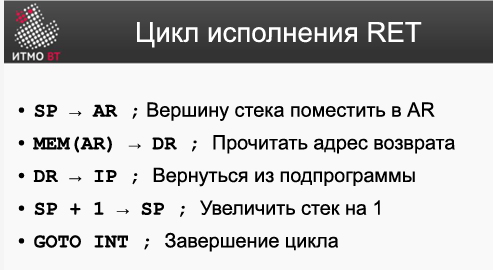 Цикл исполнения RET
ИТМО ВТ
• SP → AR ; Вершину стека поместить в AR
• MEM(AR) → DR ; Прочитать адрес возврата
• DR → IP ; Вернуться из подпрограммы
• SP + 1 → SP ; Увеличить стек на 1
• GOTO INT ; Завершение цикла